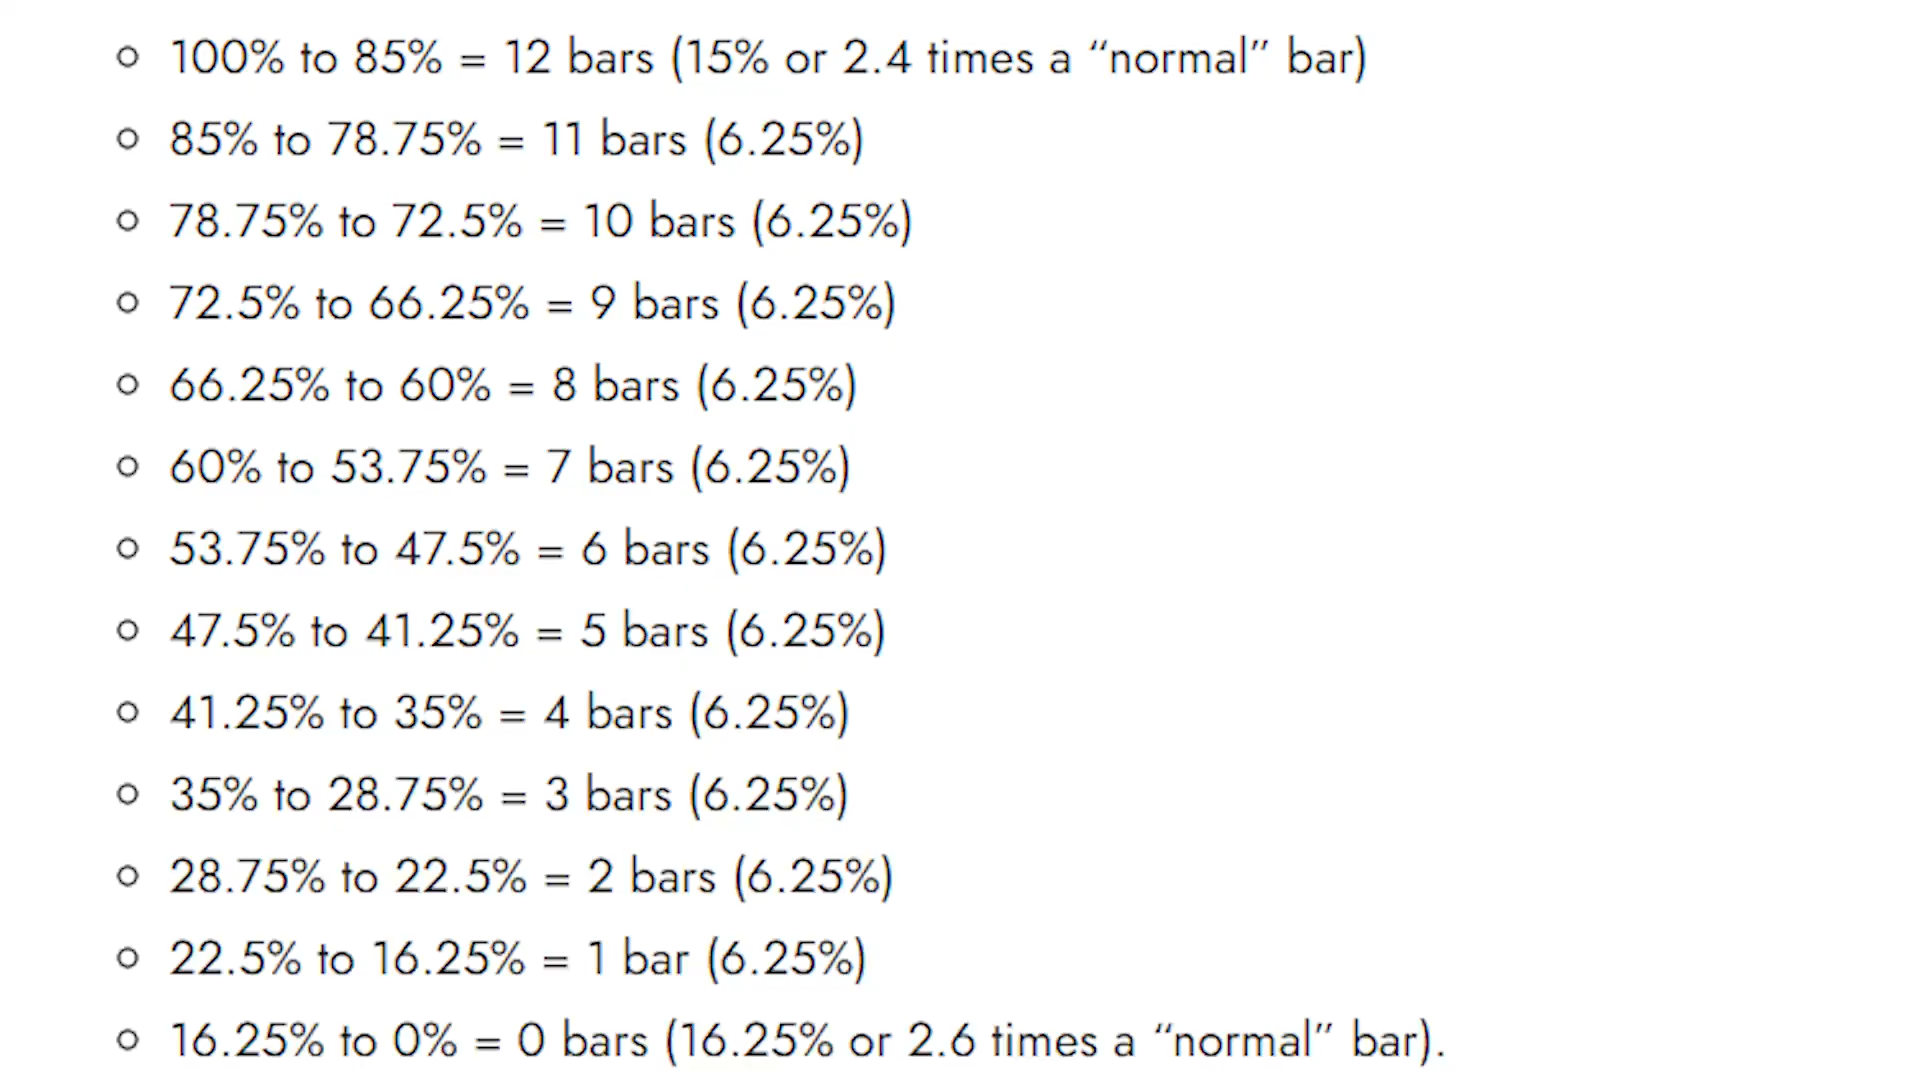 100% to 85% = 12 bars (15% or 2.4 times a “normal” bar)
85% to 78.75% = 11 bars (6.25%)
78.75% to 72.5% = 10 bars (6.25%)
72.5% to 66.25% = 9 bars (6.25%)
66.25% to 60% = 8 bars (6.25%)
60% to 53.75% = 7 bars (6.25%)
53.75% to 47.5% = 6 bars (6.25%)
47.5% to 41.25% = 5 bars (6.25%)
41.25% to 35% = 4 bars (6.25%)
35% to 28.75% = 3 bars (6.25%)
28.75% to 22.5% = 2 bars (6.25%)
22.5% to 16.25% = 1 bar (6.25%)
16.25% to 0% = 0 bars (16.25% or 2.6 times a “normal” bar).